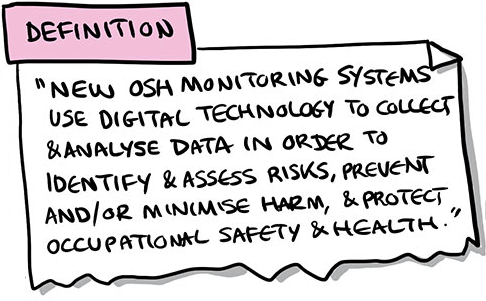 DEFINITION
"NEW OSH MONITORING SYSTEMS
USE DIGITAL TECHNOLOGY TO COLLECT
& ANALYSE DATA IN ORDER TO
IDENTIFY & ASSESS RISKS, PREVENT
AND/OR MINIMISE HARM, & PROTECT
OCCUPATIONAL SAFETY & HEALTH."